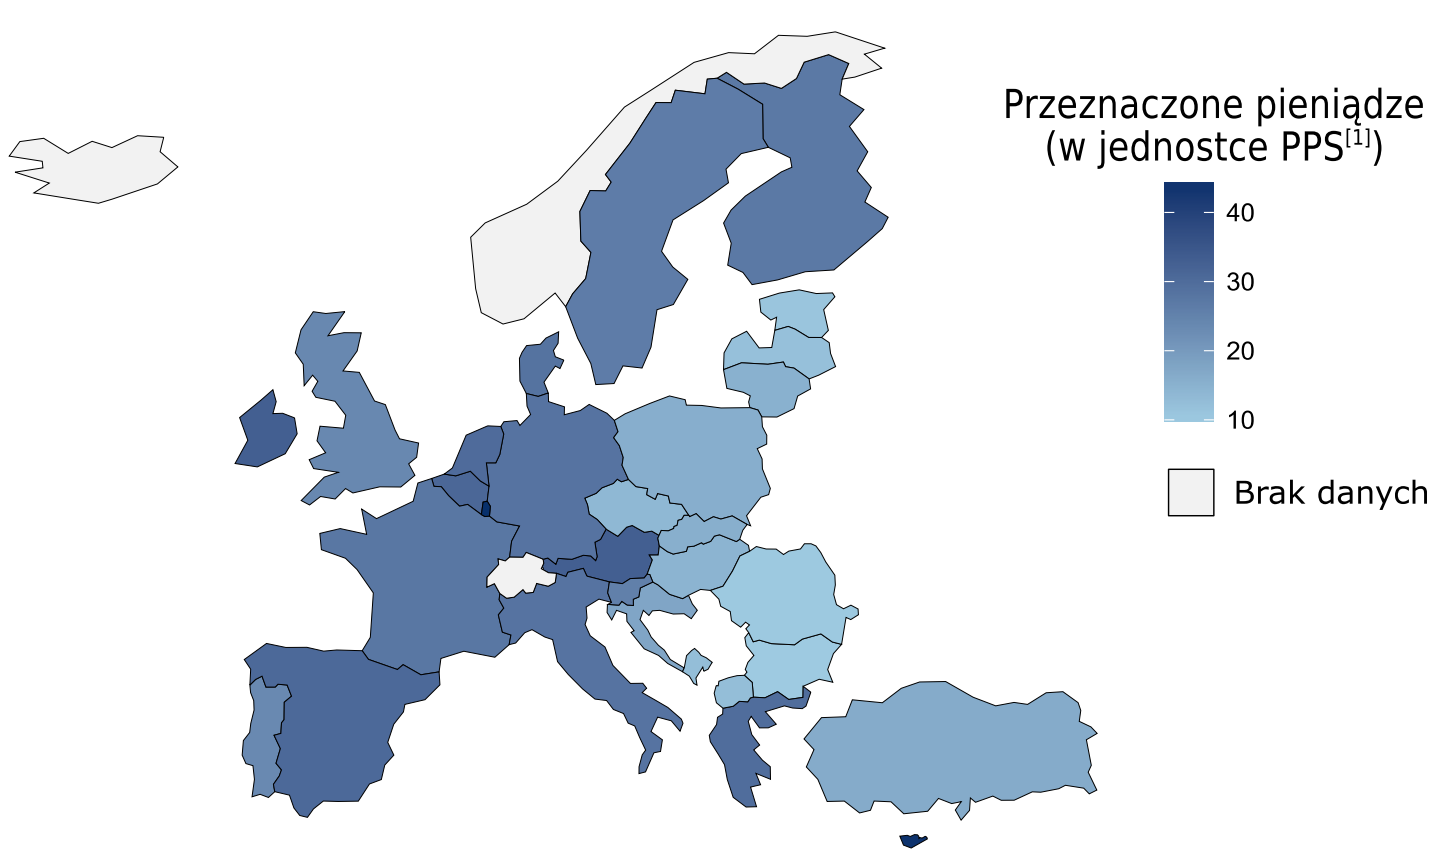 Przeznaczone pieniądze
(w jednostce PPS[1])
40
30
20
10
Brak danych